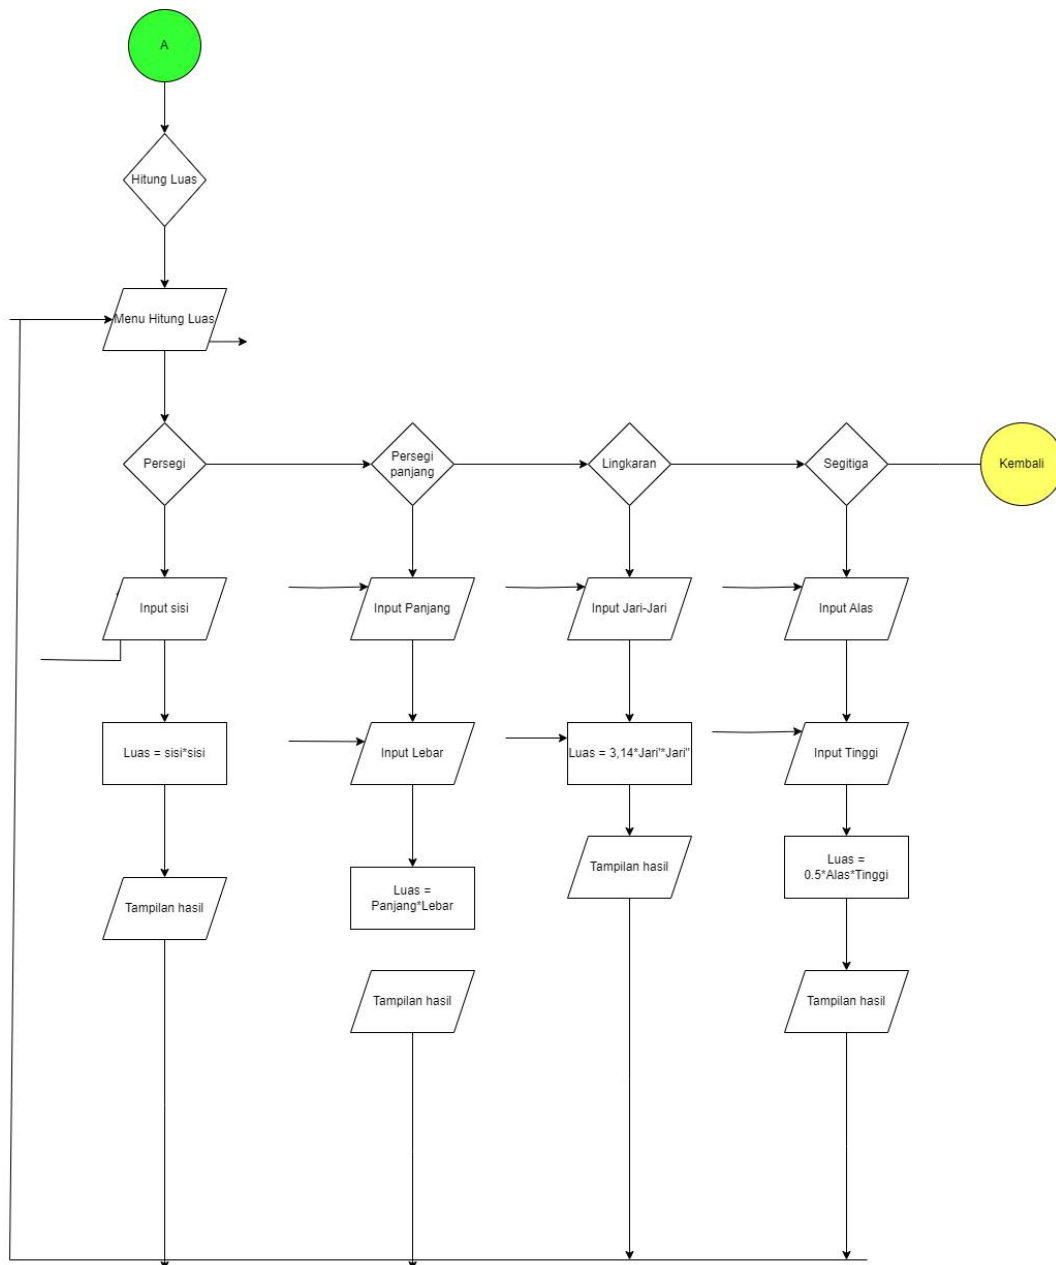 A
Hitung Luas
Menu Hitung Luas
Persegi
Persegi
panjang
Lingkaran
Segitiga
Kembali
Input sisi
Input Panjang
Input Jari-Jari
Input Alas
Luas = sisi*sisi
Input Lebar
Luas = 3,14*Jari'*Jari"
Input Tinggi
Tampilan hasil
Luas =
Panjang*Lebar
Tampilan hasil
Luas =
0.5*Alas*Tinggi
Tampilan hasil
Tampilan hasil